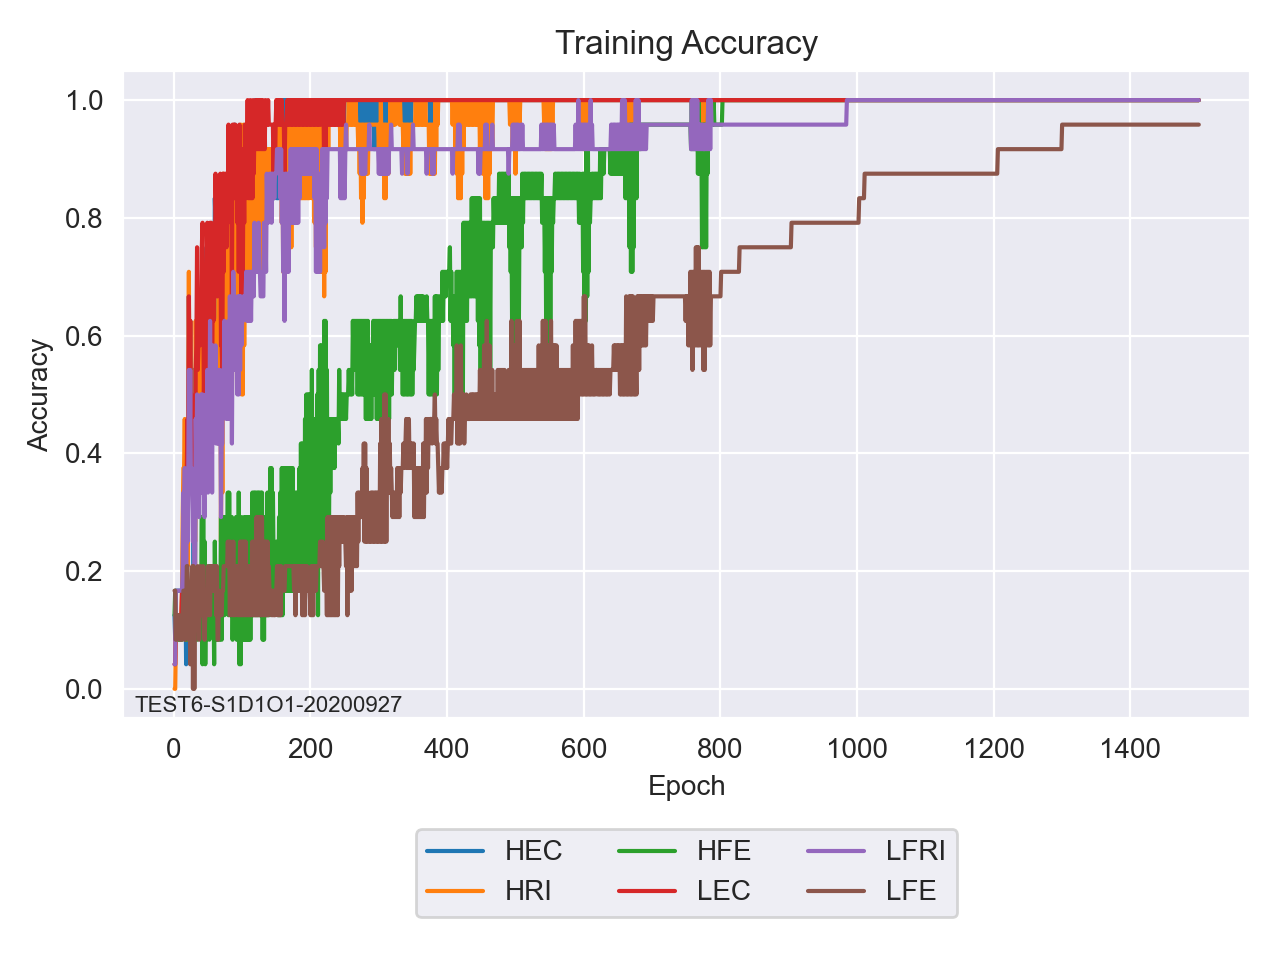 Training Accuracy
1.0
0.8
0.6
0.4
0.2
0.0
Accuracy
TEST6-S1D1O1-20200927
0 200 400 600 800 1000 1200 1400
Epoch
HEC HFE LFRI
HRI LEC LFE